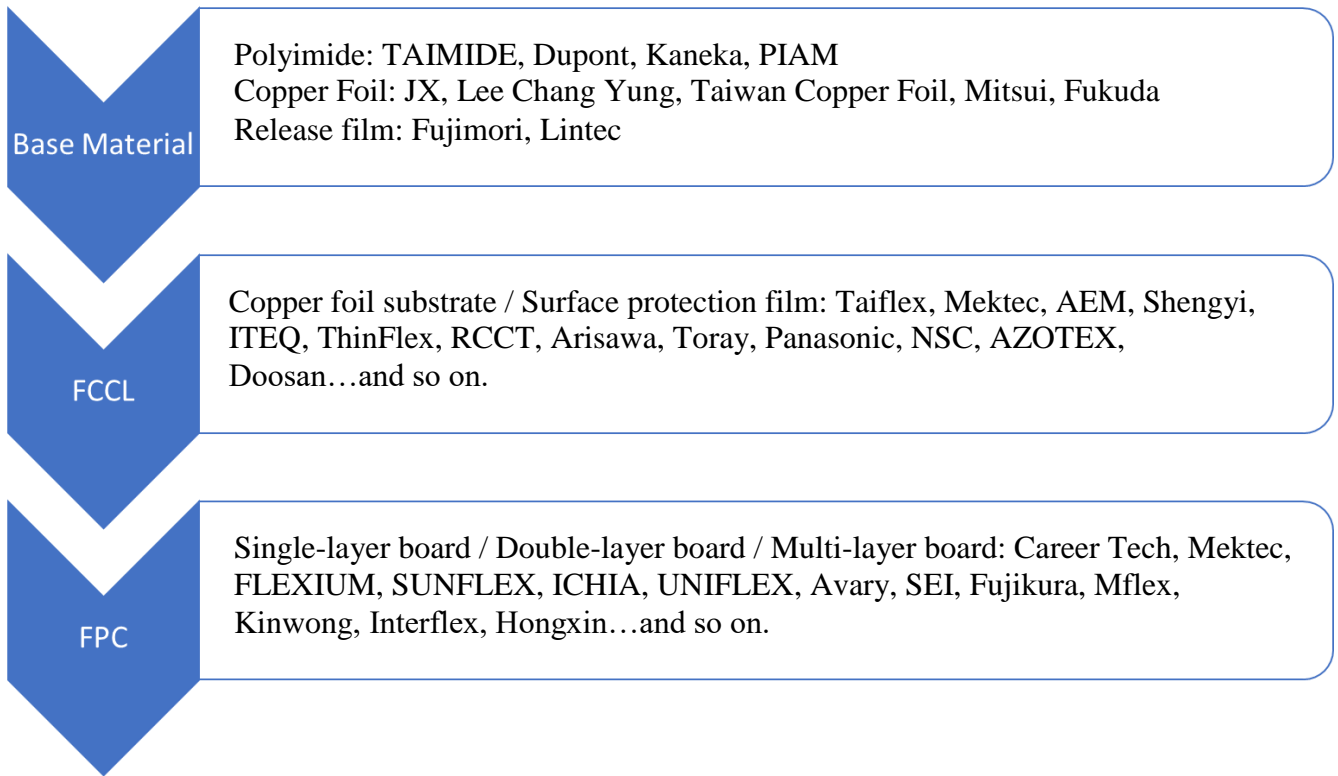 Base Material
Polyimide: TAIMIDE, Dupont, Kaneka, PIAM
Copper Foil: JX, Lee Chang Yung, Taiwan Copper Foil, Mitsui, Fukuda
Release film: Fujimori, Lintec
FCCL
Copper foil substrate / Surface protection film: Taiflex, Mektec, AEM, Shengyi,
ITEQ, ThinFlex, RCCT, Arisawa, Toray, Panasonic, NSC, AZOTEX,
Doosan…and so on.
FPC
Single-layer board / Double-layer board / Multi-layer board: Career Tech, Mektec,
FLEXIUM, SUNFLEX, ICHIA, UNIFLEX, Avary, SEI, Fujikura, Mflex,
Kinwong, Interflex, Hongxin…and so on.